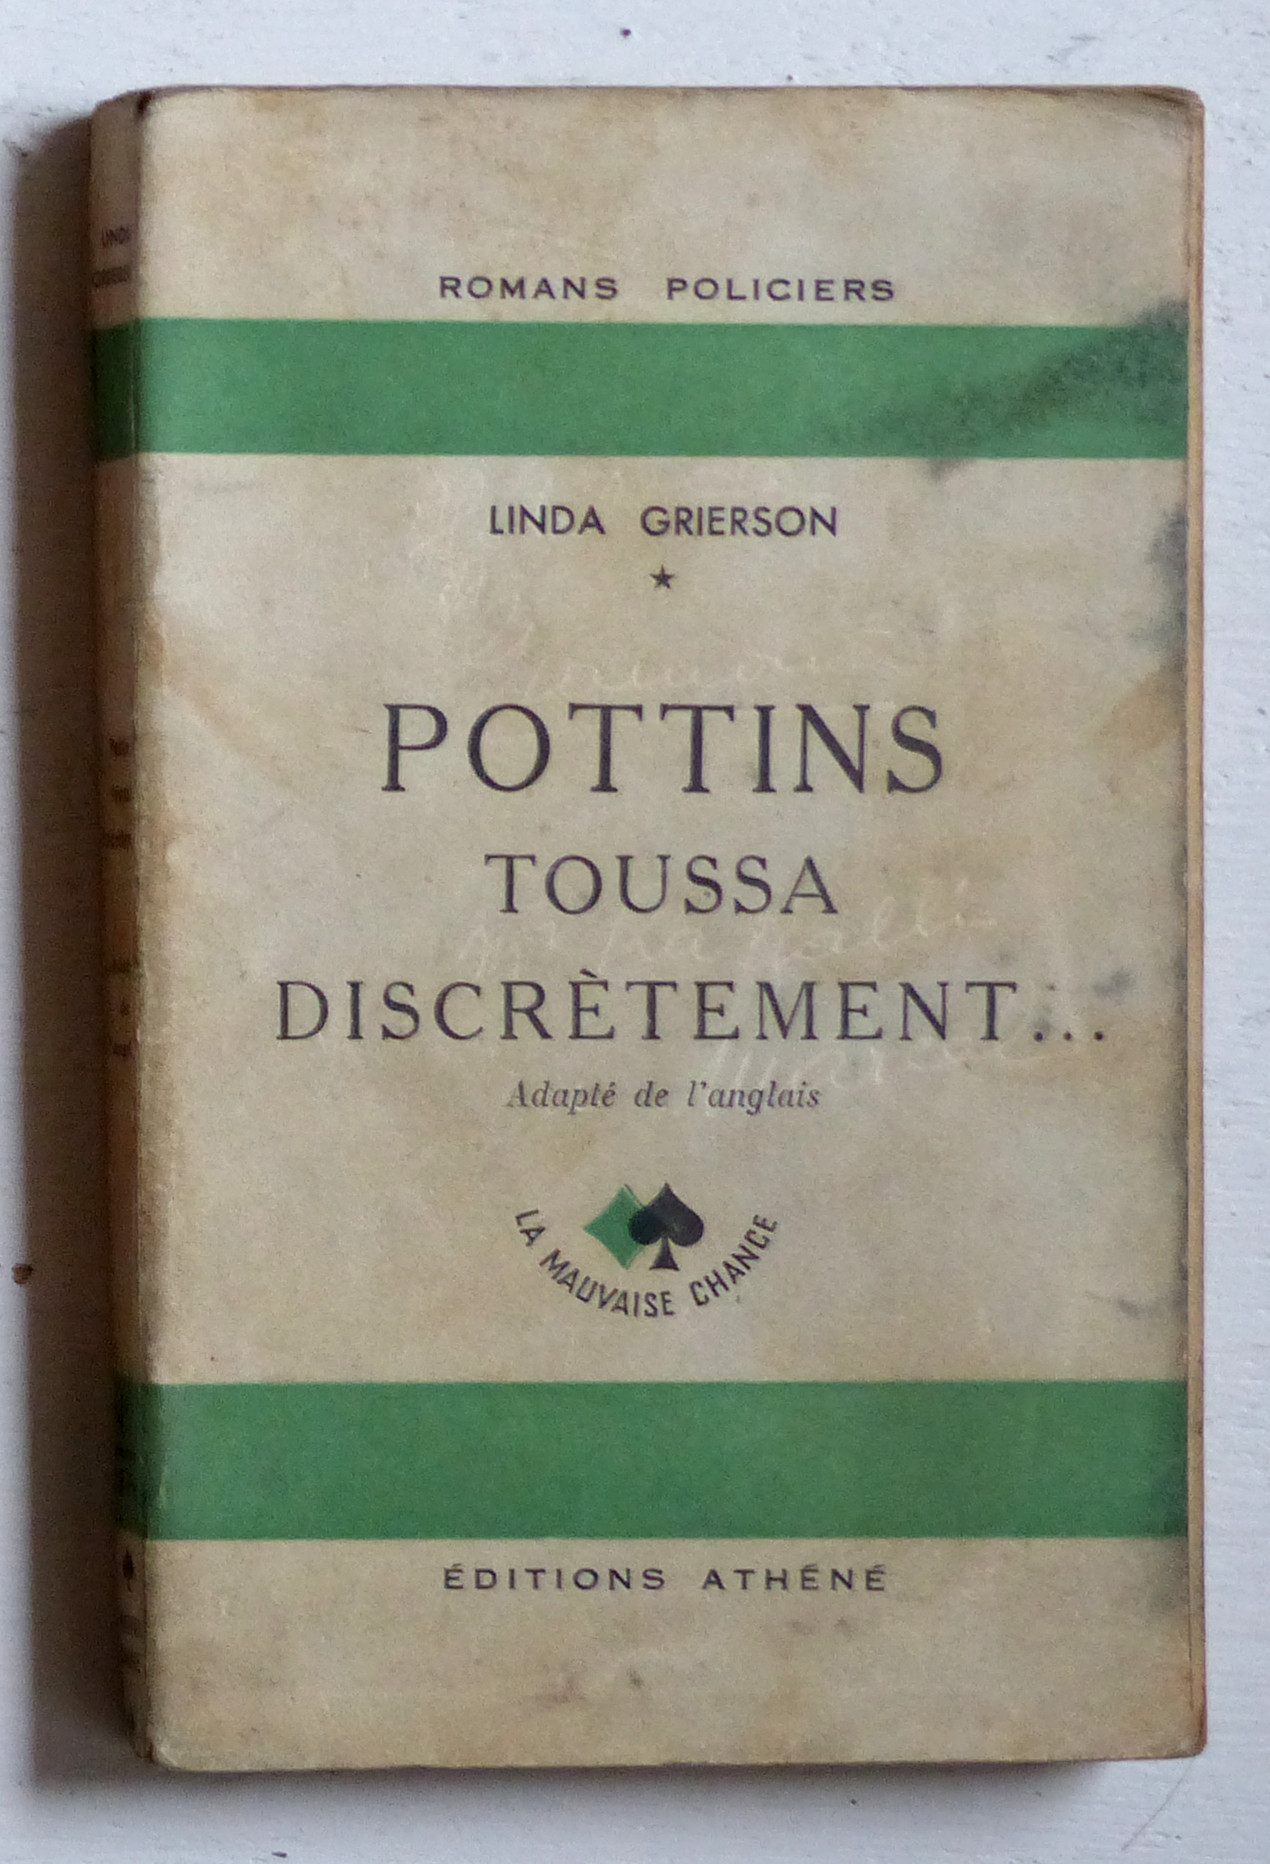 ROMANS POLICIERS
LINDA GRIERSON
POTTINS
TOUSSA
DISCRÈTEMENT...
Adapté de l'anglais
LA MAUVAISE CHANCE
ÉDITIONS ATHÉNÉ